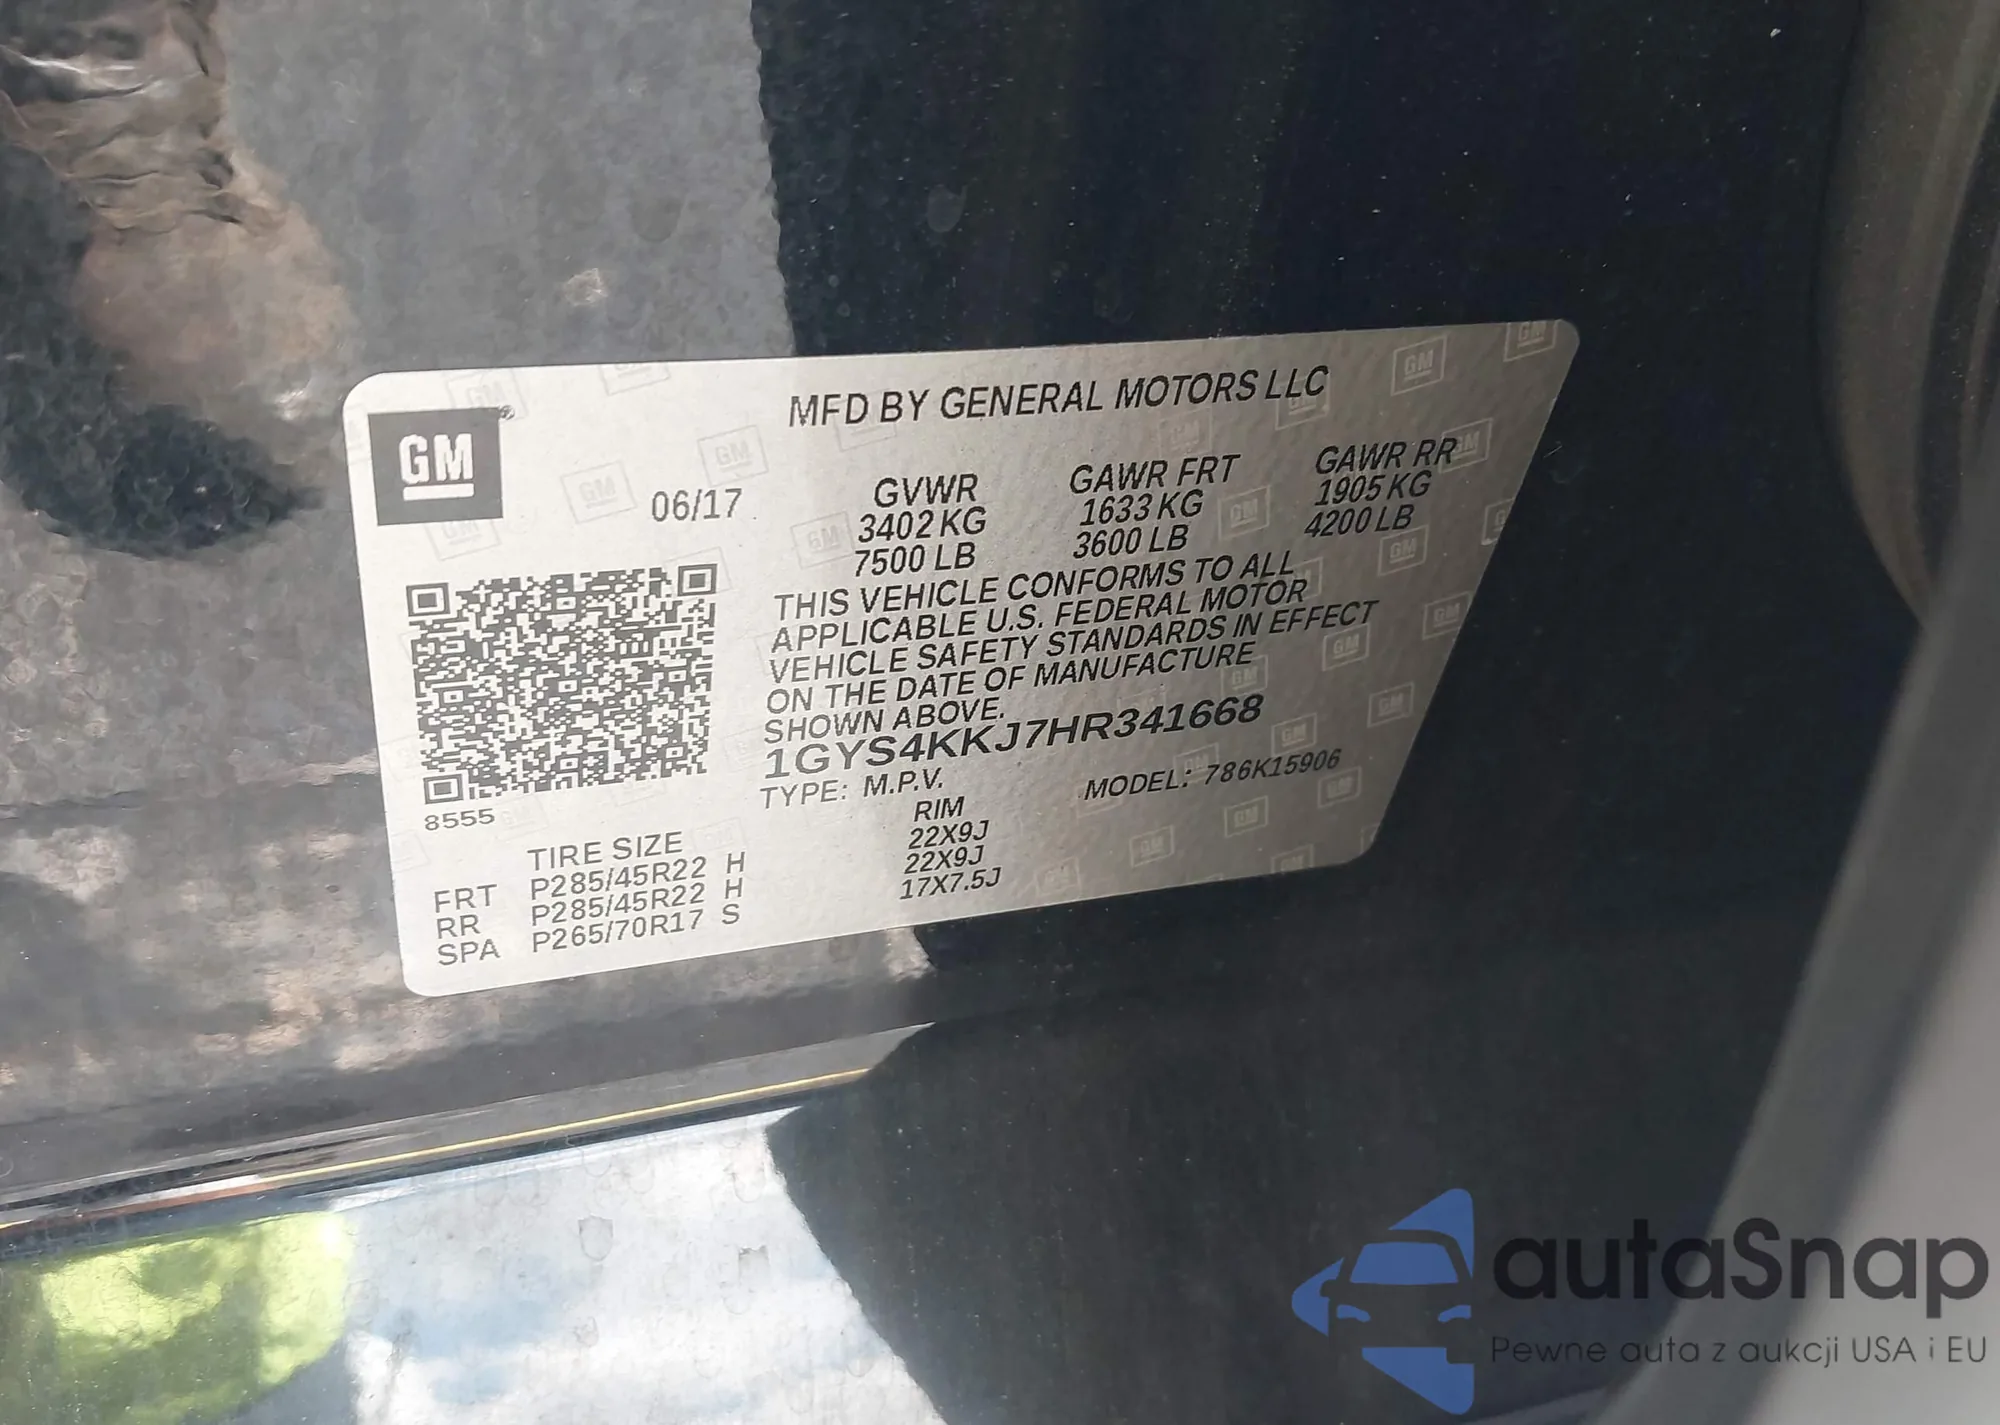 GM
MFD BY GENERAL MOTORS LLC
06/17
GVWR GAWR FRT GAWR RR
3402 KG 1633 KG 1905 KG
7500 LB 3600 LB 4200 LB
THIS VEHICLE CONFORMS TO ALL
APPLICABLE U.S. FEDERAL MOTOR
VEHICLE SAFETY STANDARDS IN EFFECT
ON THE DATE OF MANUFACTURE
SHOWN ABOVE.
1GYS4KKJ7HR341668
TYPE: M.P.V. MODEL: 786K15906
8555
TIRE SIZE RIM
FRT P285/45R22 H 22X9J
RR P285/45R22 H 22X9J
SPA P265/70R17 S 17X7.5J
autaSnap
Pewne auta z aukcji USA i EU